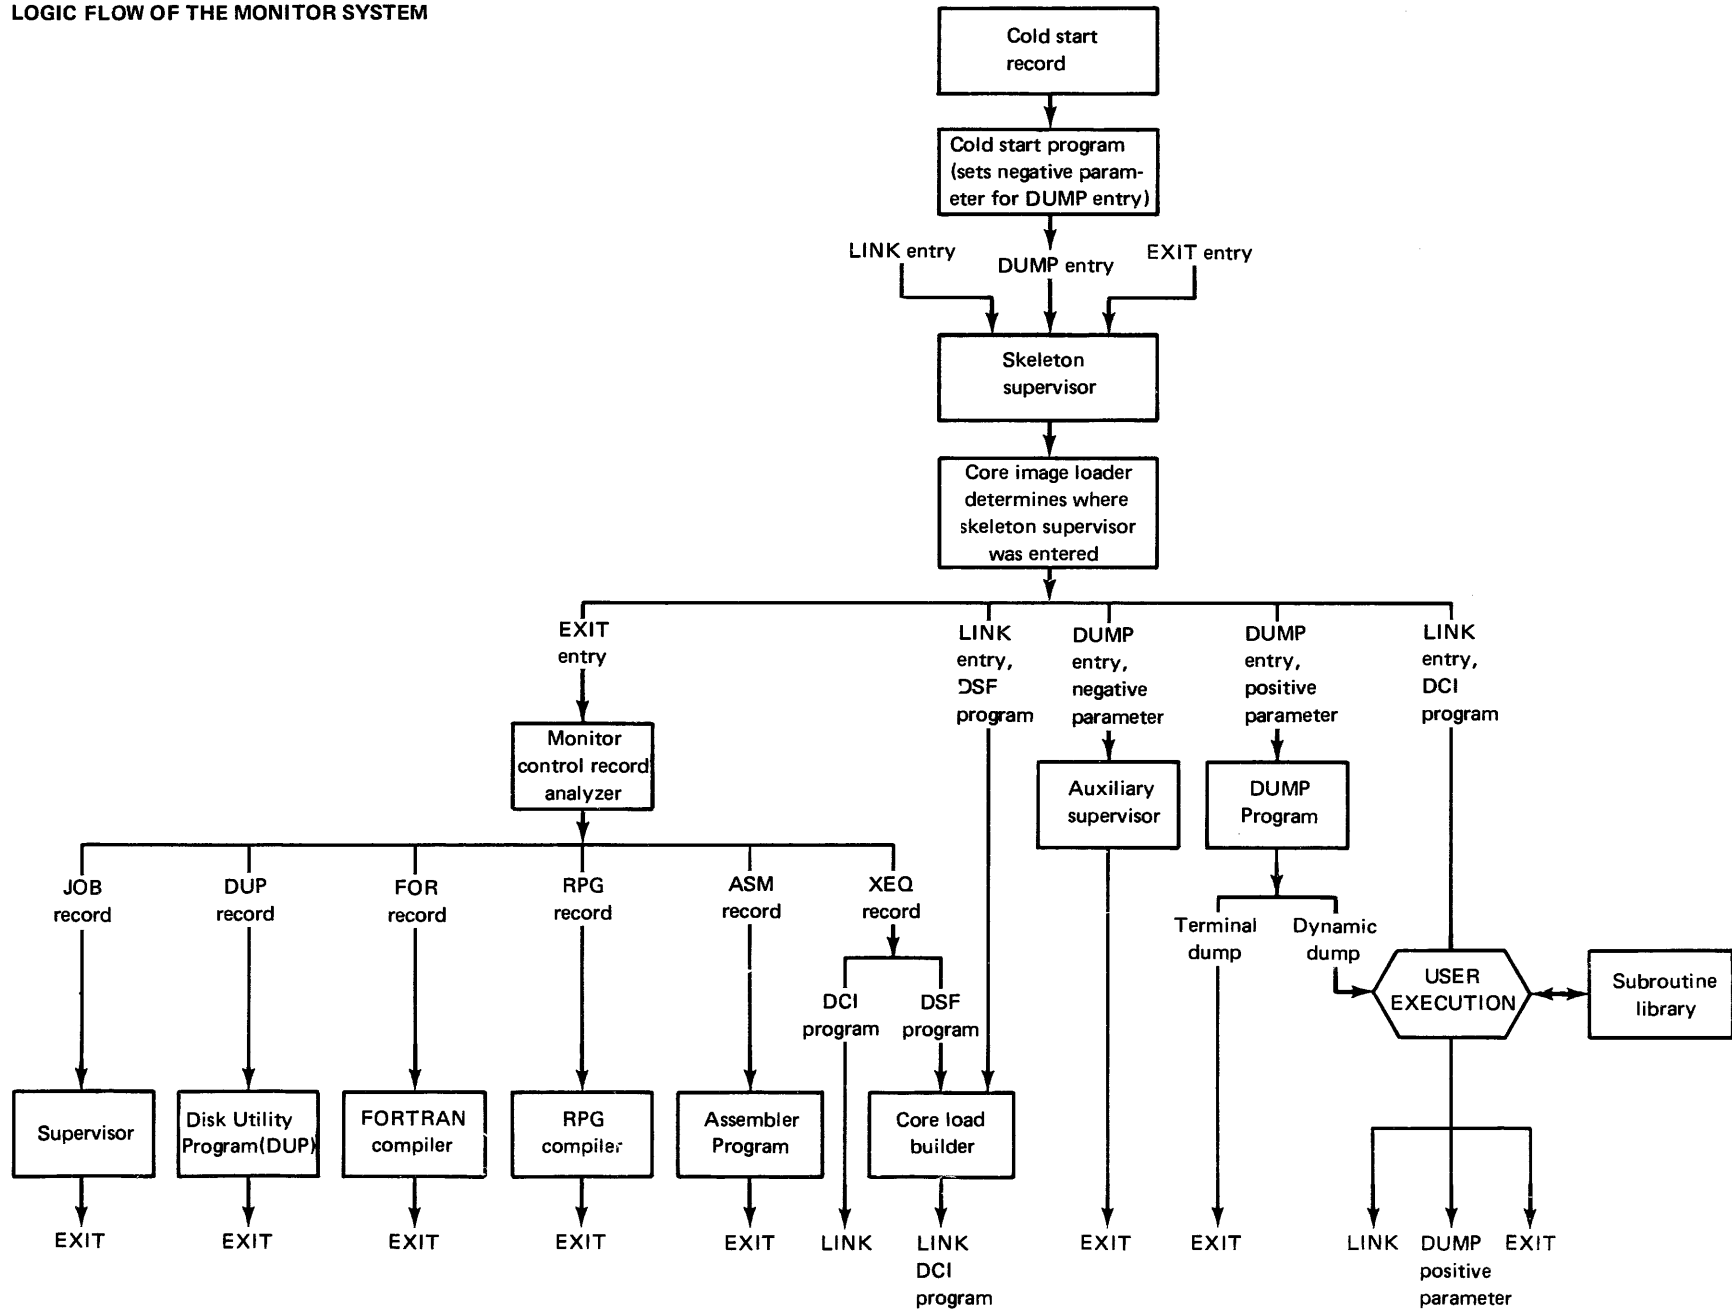 LOGIC FLOW OF THE MONITOR SYSTEM
Cold start
record
Cold start program
(sets negative param-
eter for DUMP entry)
LINK entry
DUMP entry
EXIT entry
Skeleton
supervisor
Core image loader
determines where
skeleton supervisor
was entered
EXIT
entry
LINK
entry,
DSF
program
DUMP
entry,
negative
parameter
DUMP
entry,
positive
parameter
LINK
entry,
DCI
program
Monitor
control record
analyzer
Auxiliary
supervisor
DUMP
Program
JOB
record
DUP
record
FOR
record
RPG
record
ASM
record
XEQ
record
Terminal
dump
Dynamic
dump
DCI
program
DSF
program
USER
EXECUTION
Subroutine
library
Supervisor
Disk Utility
Program(DUP)
FORTRAN
compiler
RPG
compiler
Assembler
Program
Core load
builder
EXIT
EXIT
EXIT
EXIT
EXIT
LINK
LINK
DCI
program
EXIT
EXIT
LINK
DUMP
positive
parameter
EXIT